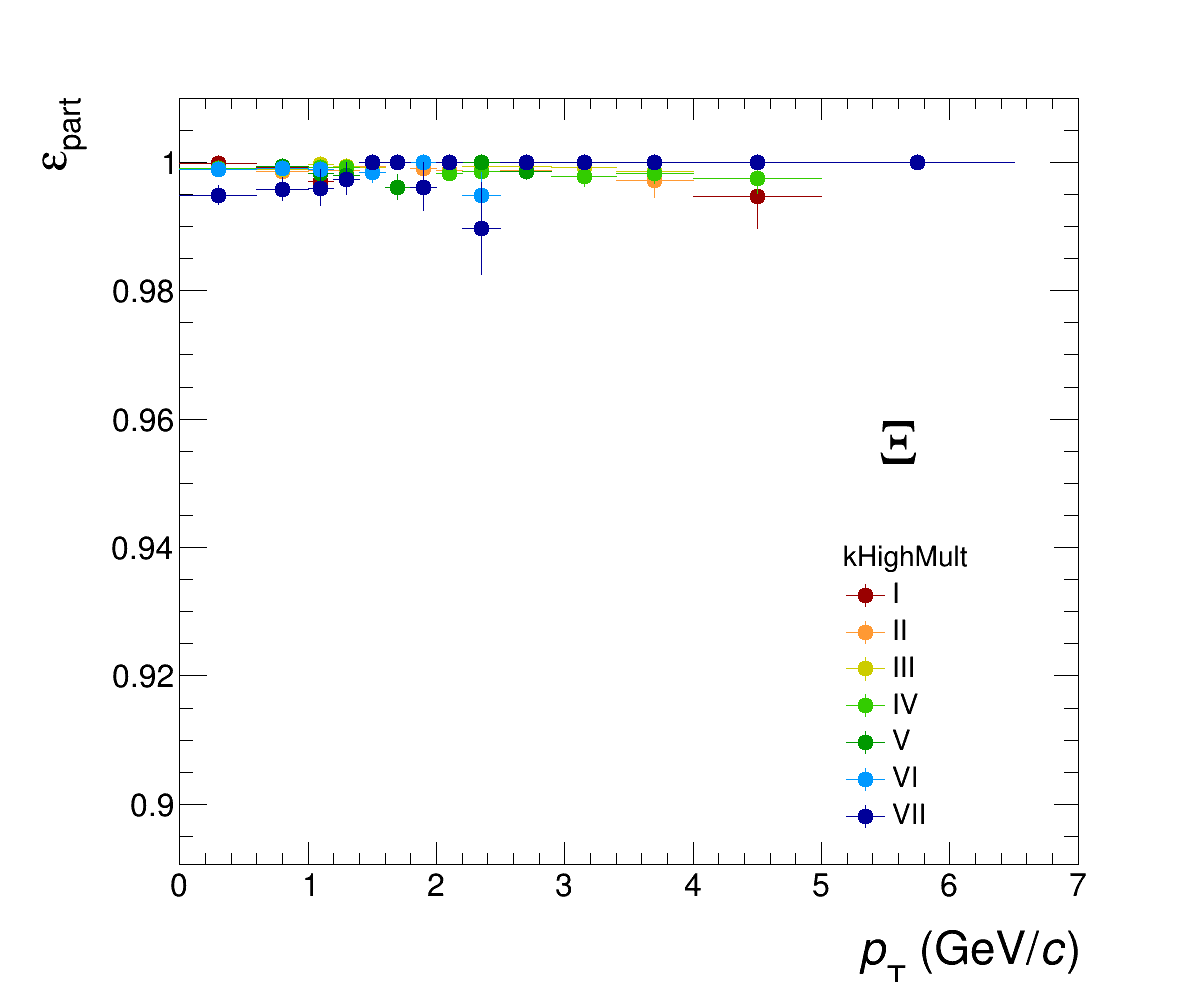 ε_part
1
0.98
0.96
0.94
0.92
0.9
Ξ
kHighMult
I
II
III
IV
V
VI
VII
0 1 2 3 4 5 6 7
p_T (GeV/c)